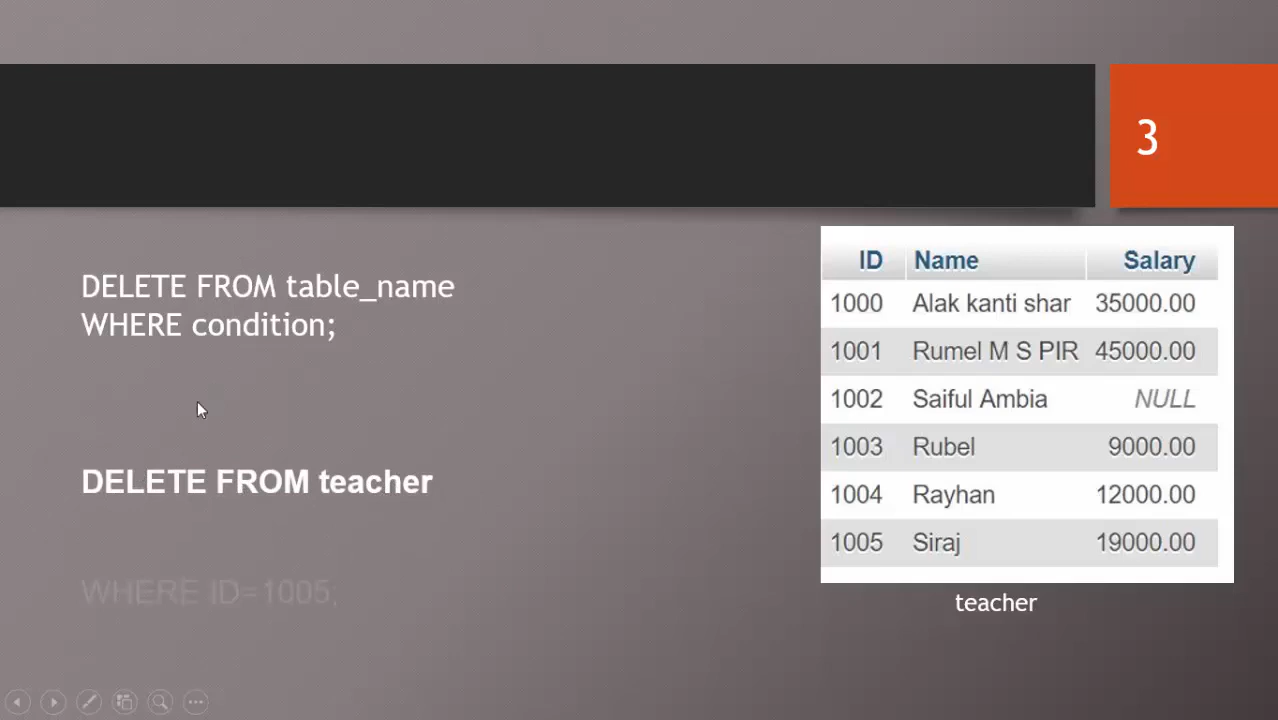 3
DELETE FROM table_name
WHERE condition;
DELETE FROM teacher
WHERE ID=1005;
ID Name Salary
1000 Alak kanti shar 35000.00
1001 Rumel M S PIR 45000.00
1002 Saiful Ambia NULL
1003 Rubel 9000.00
1004 Rayhan 12000.00
1005 Siraj 19000.00
teacher